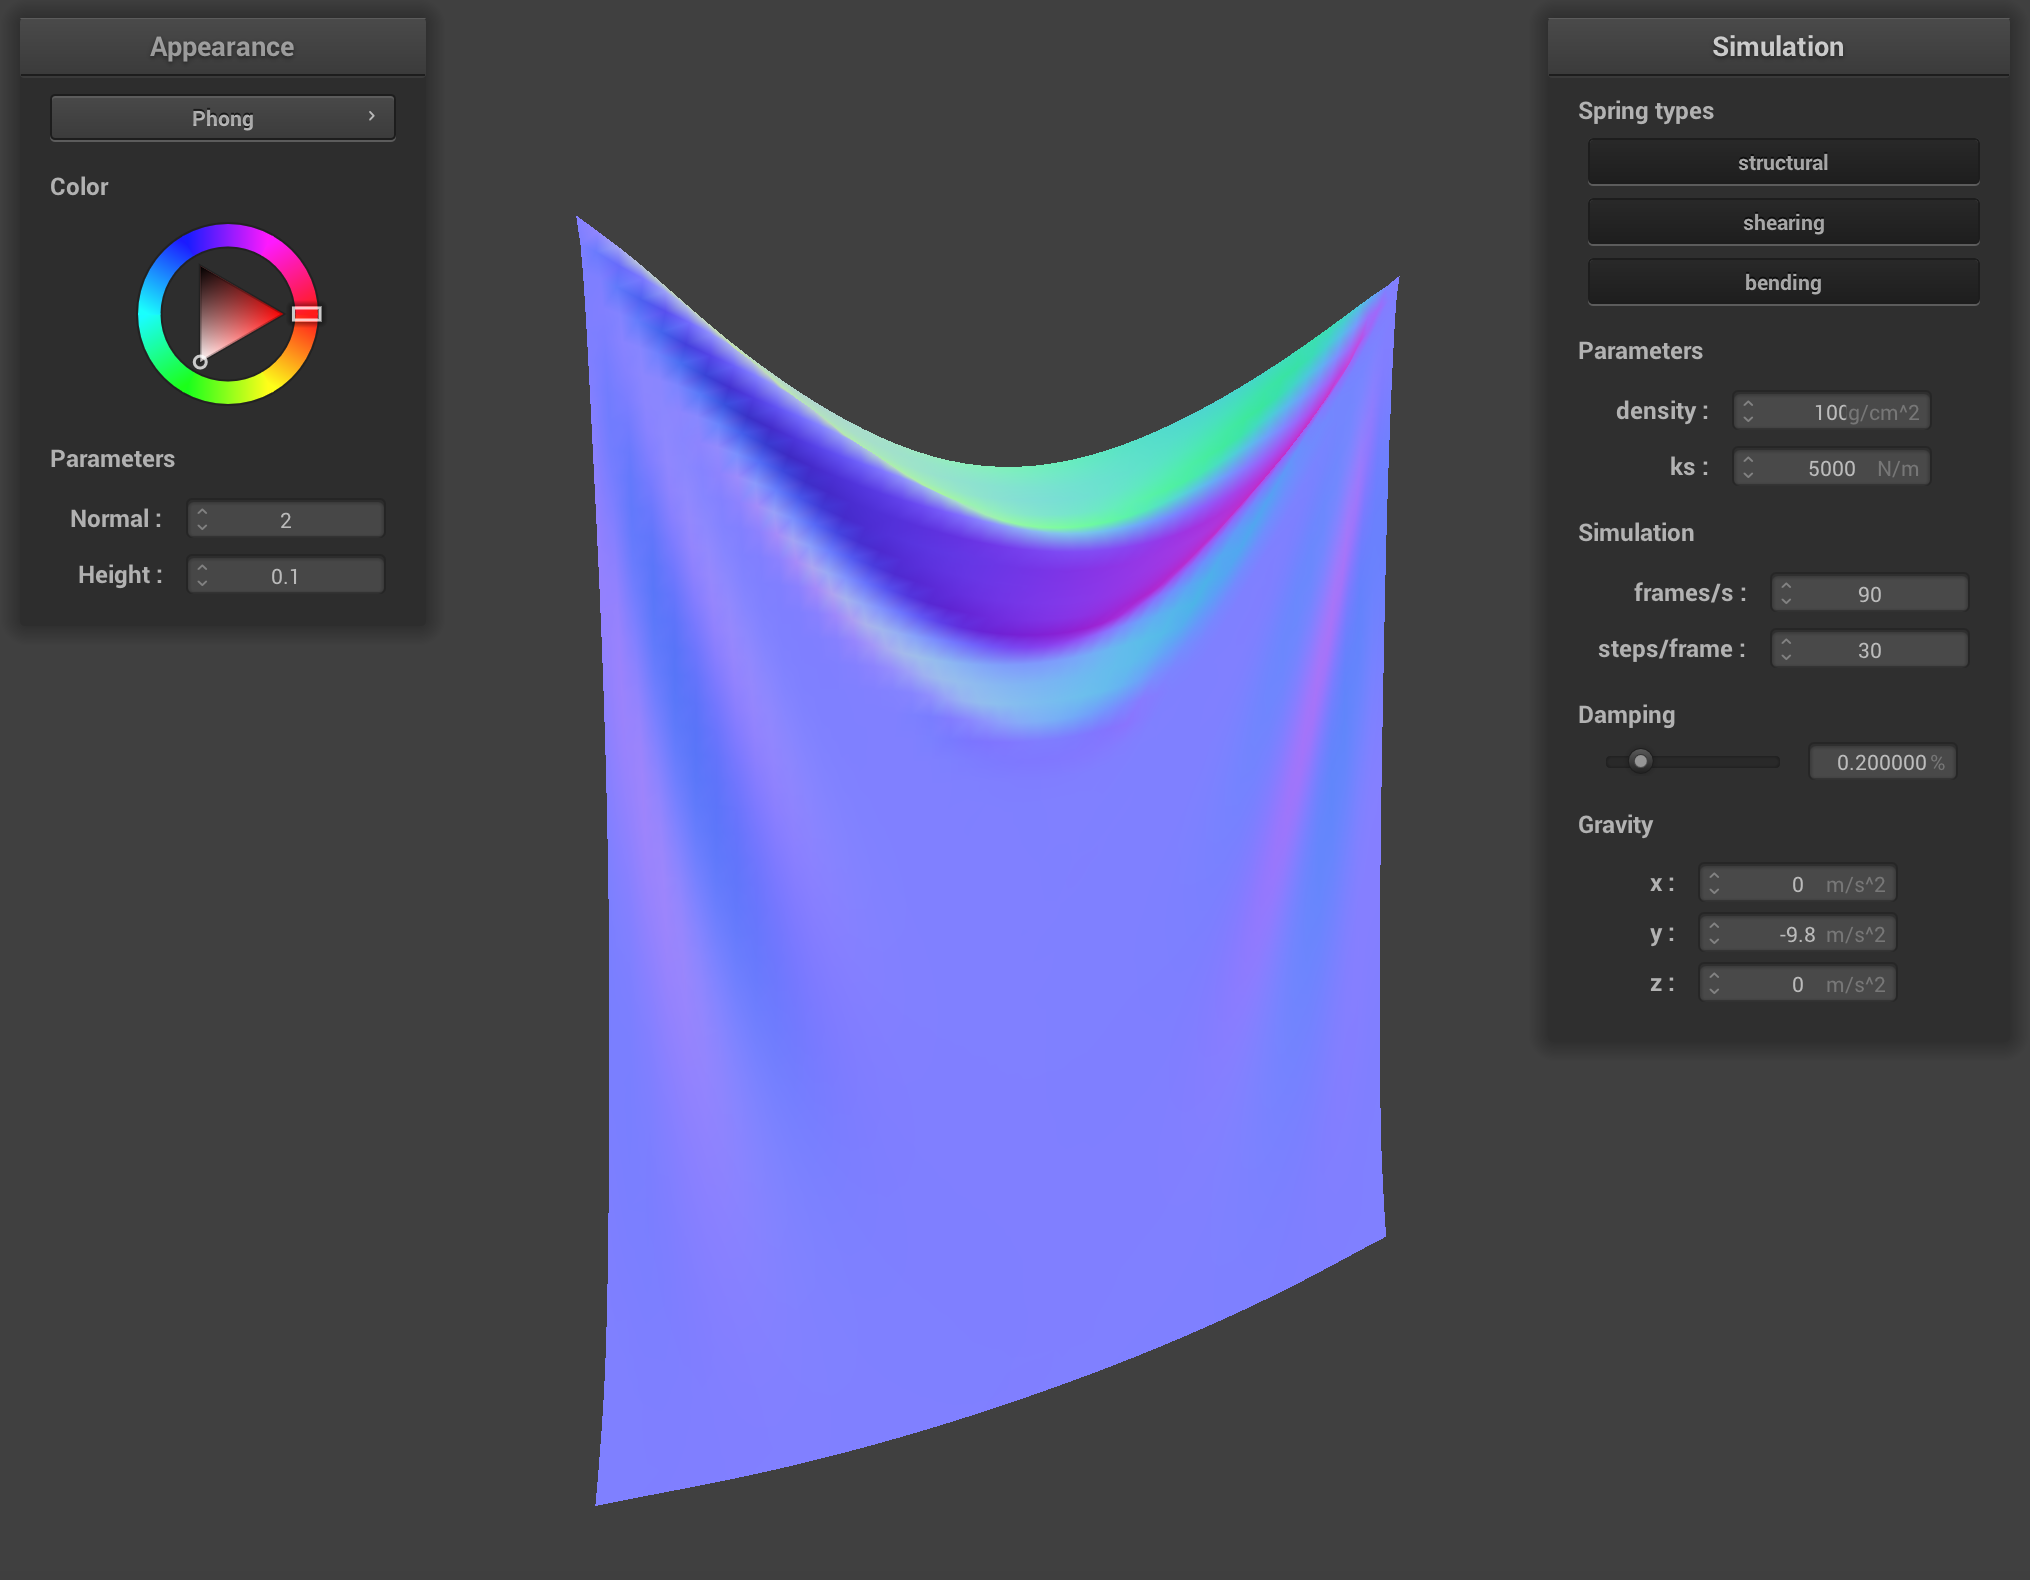 Appearance
Phong
Color
Parameters
Normal : 2
Height : 0.1
Simulation
Spring types
structural
shearing
bending
Parameters
density : 100 g/cm^2
ks : 5000 N/m
Simulation
frames/s : 90
steps/frame : 30
Damping
0.200000 %
Gravity
x : 0 m/s^2
y : -9.8 m/s^2
z : 0 m/s^2